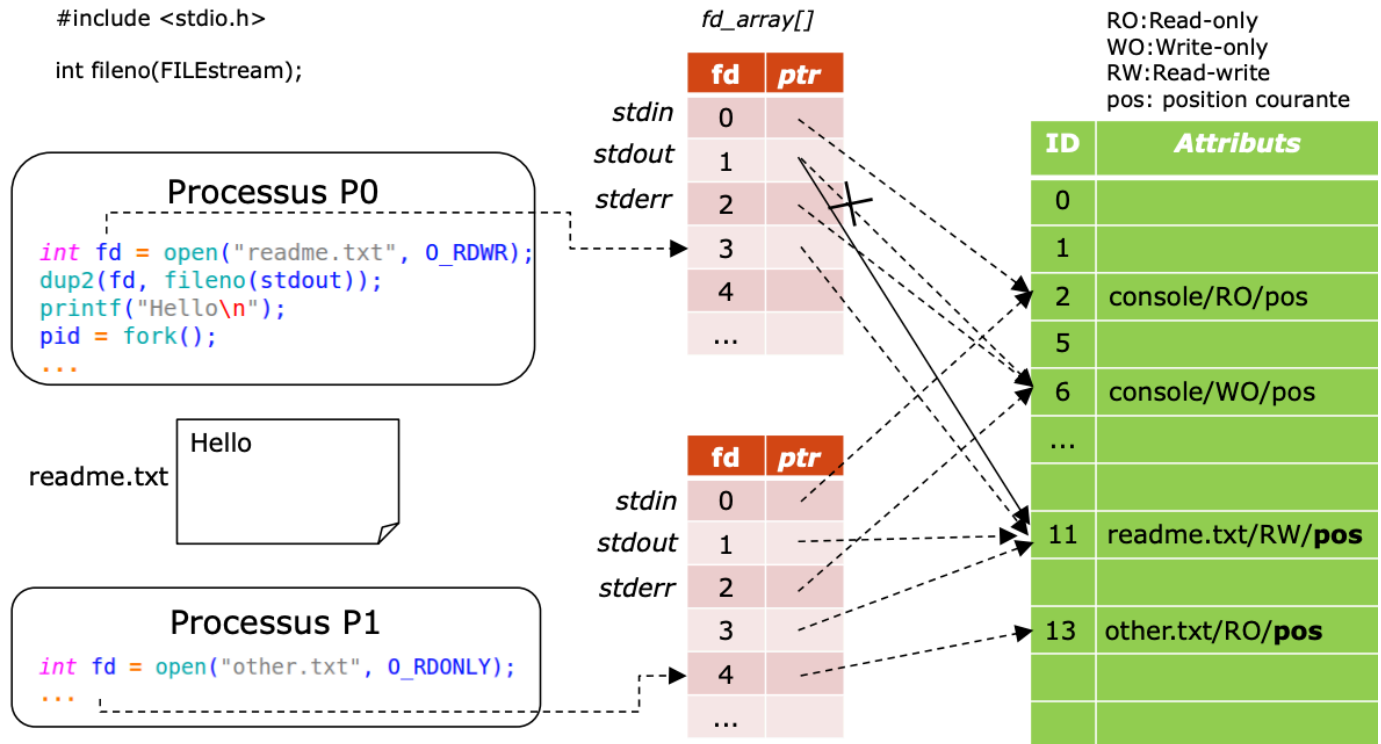 #include <stdio.h>
int fileno(FILEstream);
Processus P0
int fd = open("readme.txt", O_RDWR);
dup2(fd, fileno(stdout));
printf("Hello\n");
pid = fork();
...
readme.txt
Hello
Processus P1
int fd = open("other.txt", O_RDONLY);
...
fd_array[]
fd ptr
stdin 0
stdout 1
stderr 2
3
4
...
fd ptr
stdin 0
stdout 1
stderr 2
3
4
...
RO:Read-only
WO:Write-only
RW:Read-write
pos: position courante
ID Attributs
0
1
2 console/RO/pos
5
6 console/WO/pos
...
11 readme.txt/RW/pos
13 other.txt/RO/pos